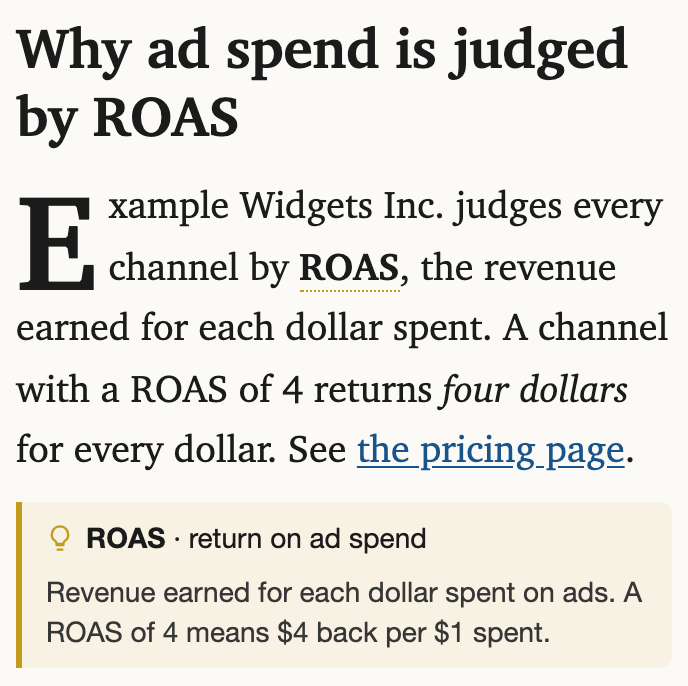 Why ad spend is judged
by ROAS
Example Widgets Inc. judges every
channel by ROAS, the revenue
earned for each dollar spent. A channel
with a ROAS of 4 returns four dollars
for every dollar. See the pricing page.
ROAS · return on ad spend
Revenue earned for each dollar spent on ads. A
ROAS of 4 means $4 back per $1 spent.